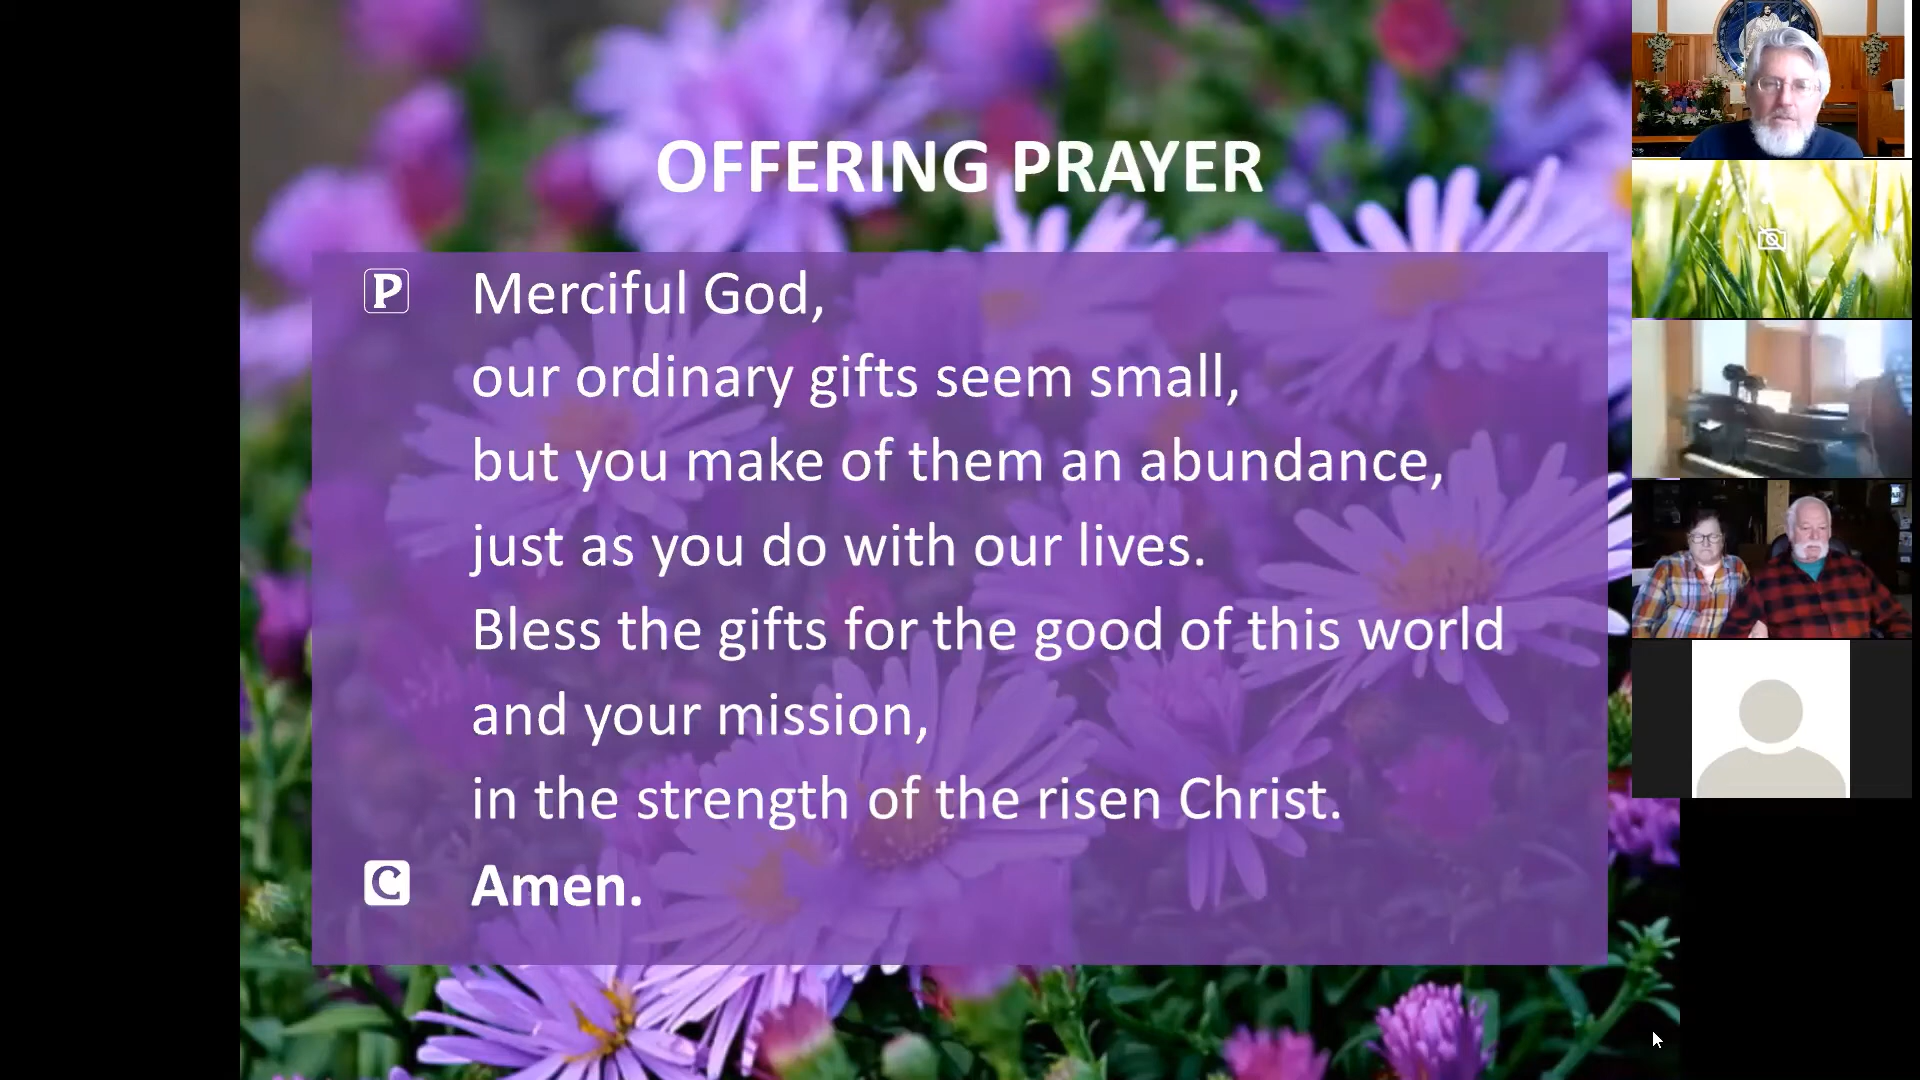 OFFERING PRAYER
P Merciful God,
our ordinary gifts seem small,
but you make of them an abundance,
just as you do with our lives.
Bless the gifts for the good of this world
and your mission,
in the strength of the risen Christ.
C Amen.